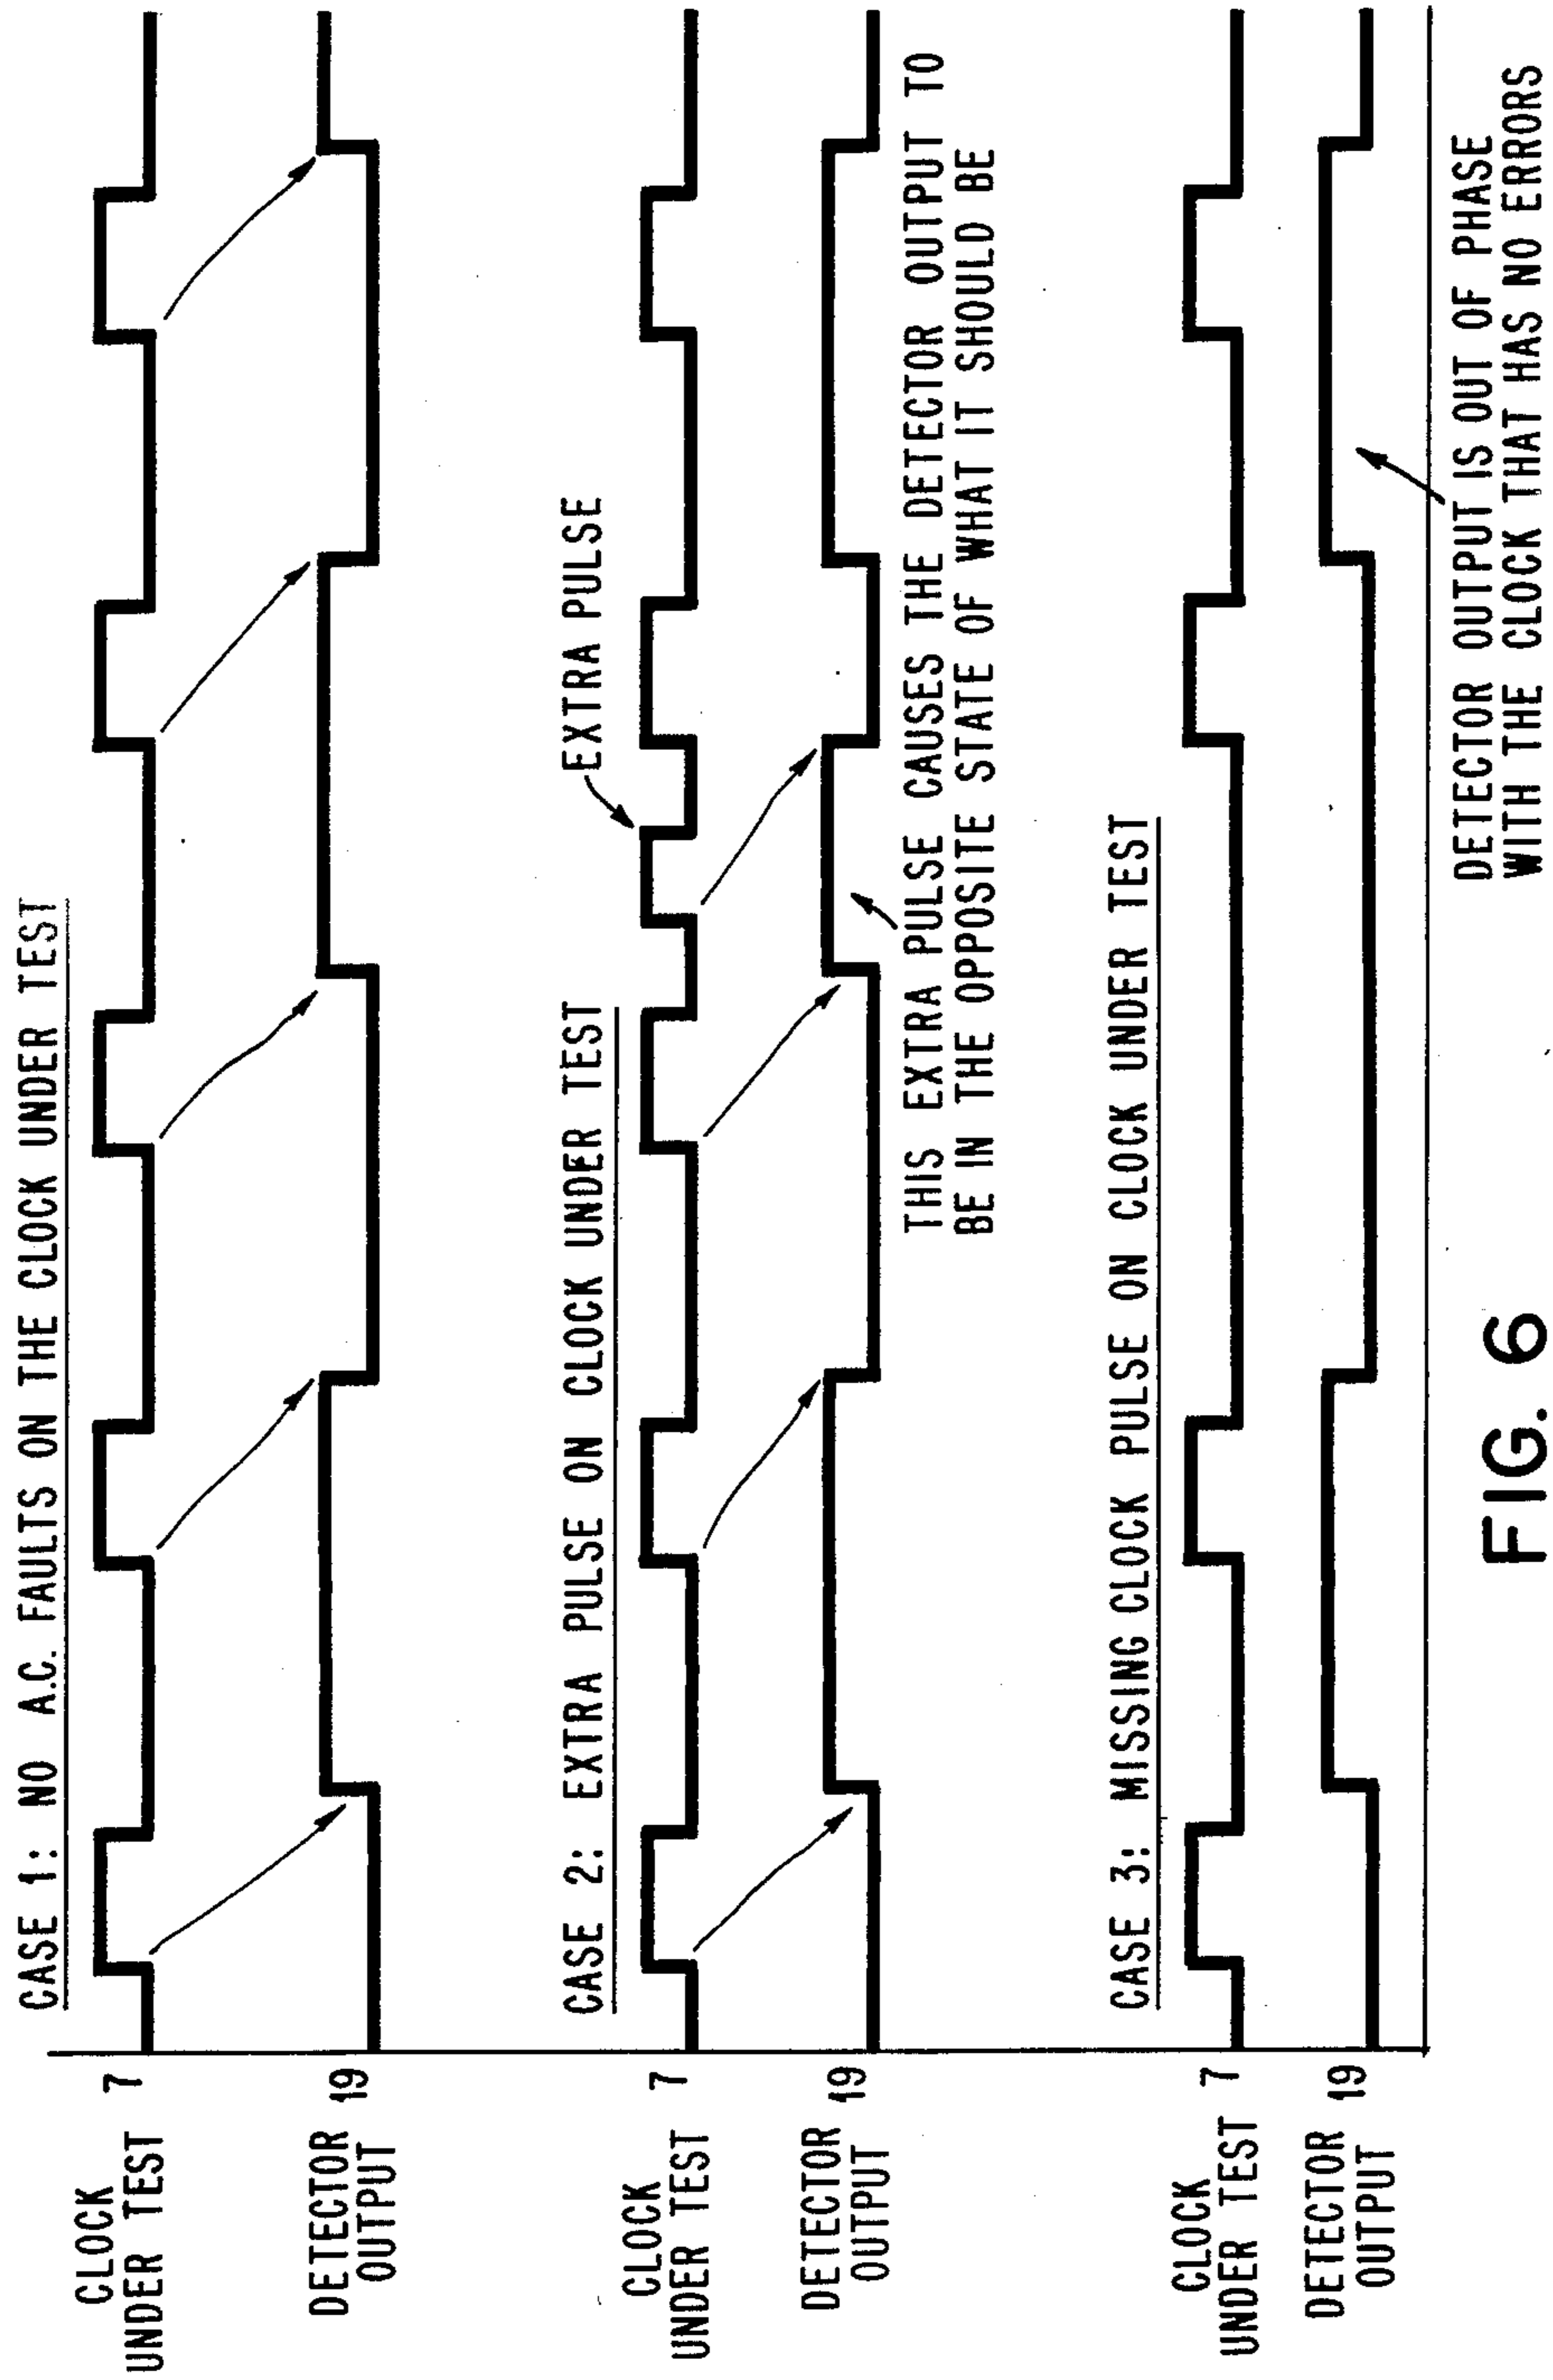 CASE 1: NO A.C. FAULTS ON THE CLOCK UNDER TEST
CLOCK
UNDER TEST
7
DETECTOR
OUTPUT
19
CASE 2: EXTRA PULSE ON CLOCK UNDER TEST
EXTRA PULSE
CLOCK
UNDER TEST
7
DETECTOR
OUTPUT
19
THIS EXTRA PULSE CAUSES THE DETECTOR OUTPUT TO
BE IN THE OPPOSITE STATE OF WHAT IT SHOULD BE
CASE 3: MISSING CLOCK PULSE ON CLOCK UNDER TEST
CLOCK
UNDER TEST
7
DETECTOR
OUTPUT
19
DETECTOR OUTPUT IS OUT OF PHASE
WITH THE CLOCK THAT HAS NO ERRORS
FIG. 6